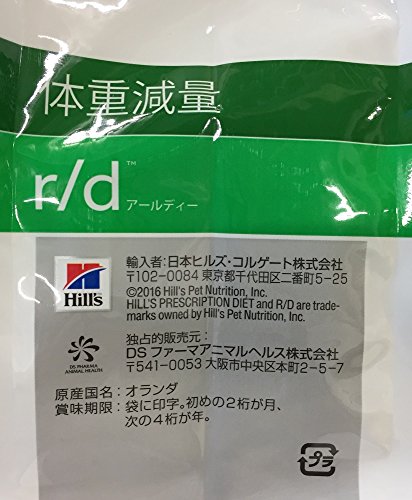 体重減量
r/d™
アールディー
Hill's
輸入者：日本ヒルズ・コルゲート株式会社
〒102-0084 東京都千代田区二番町5-25
©2016 Hill's Pet Nutrition, Inc.
HILL'S PRESCRIPTION DIET and R/D are trade-
marks owned by Hill's Pet Nutrition, Inc.
DS PHARMA
ANIMAL HEALTH
独占的販売元：
DS ファーマアニマルヘルス株式会社
〒541-0053 大阪市中央区本町2-5-7
原産国名：オランダ
賞味期限：袋に印字。初めの2桁が月、
次の4桁が年。
プラ